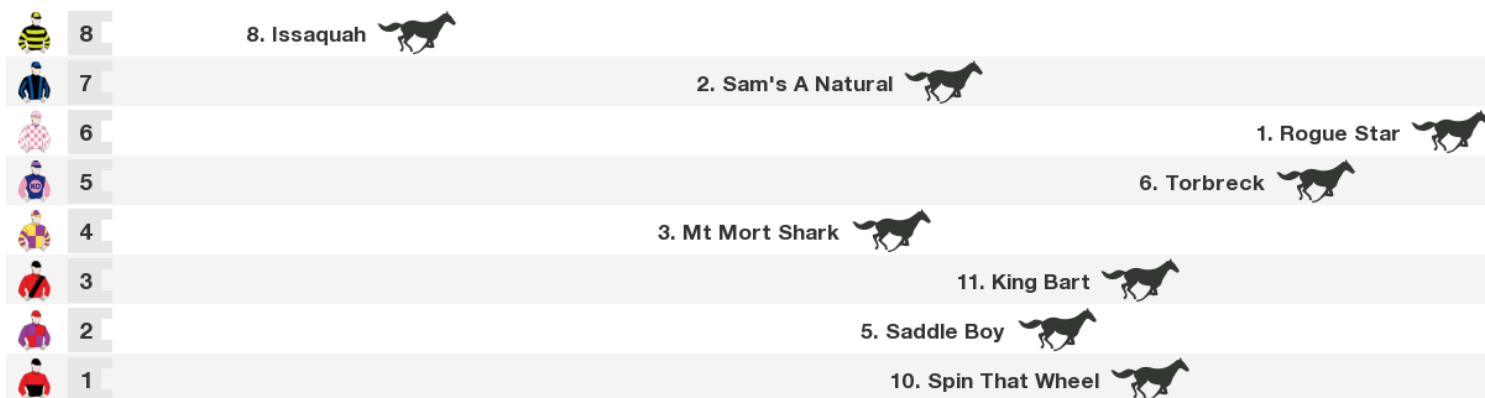 8 8. Issaquah
7 2. Sam's A Natural
6 1. Rogue Star
5 6. Torbreck
KO
4 3. Mt Mort Shark
3 11. King Bart
2 5. Saddle Boy
1 10. Spin That Wheel